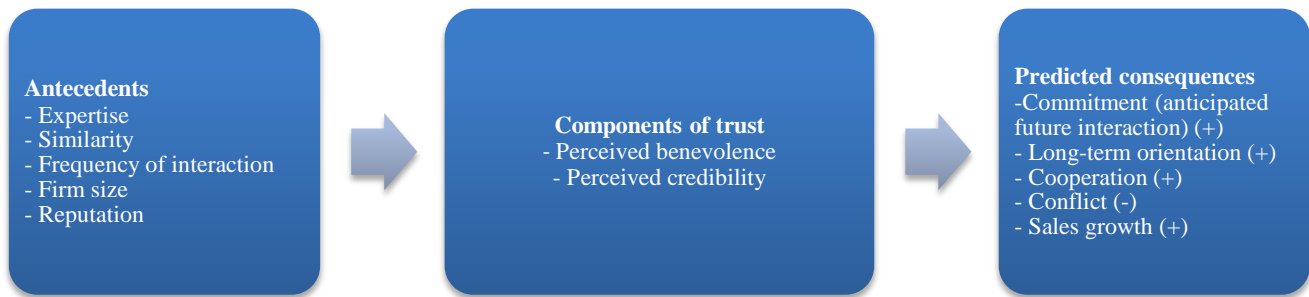 Antecedents
- Expertise
- Similarity
- Frequency of interaction
- Firm size
- Reputation
Components of trust
- Perceived benevolence
- Perceived credibility
Predicted consequences
-Commitment (anticipated
future interaction) (+)
- Long-term orientation (+)
- Cooperation (+)
- Conflict (-)
- Sales growth (+)